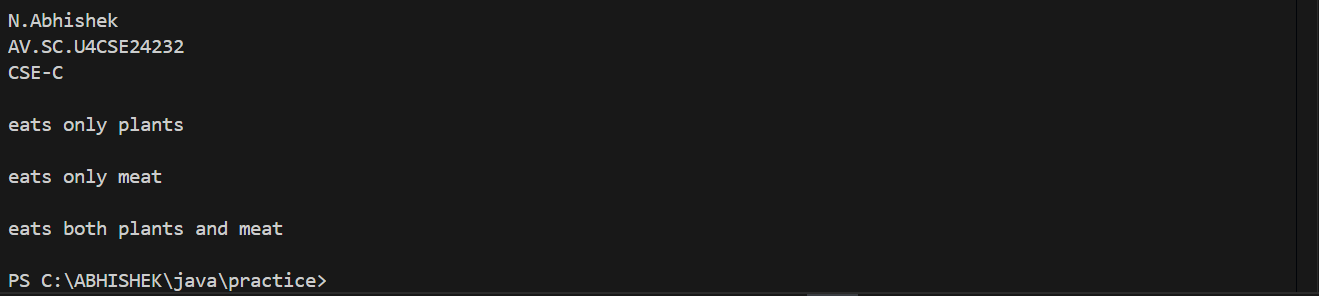 N.Abhishek
AV.SC.U4CSE24232
CSE-C
eats only plants
eats only meat
eats both plants and meat
PS C:\ABHISHEK\java\practice>